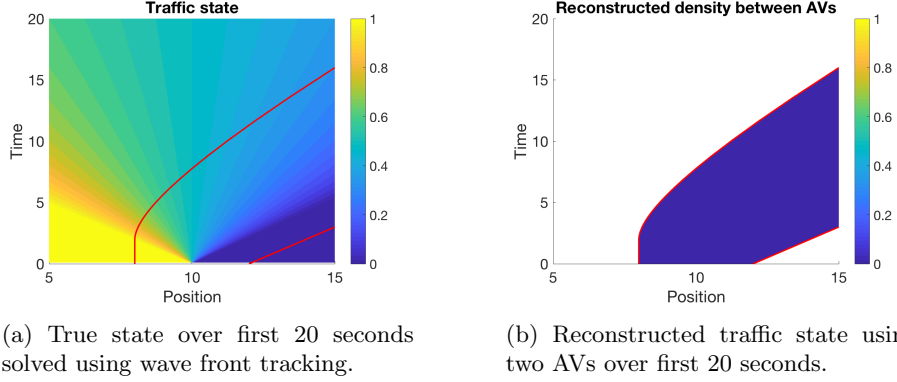 Traffic state
20
15
10
5
0
Time
5
10
15
Position
1
0.8
0.6
0.4
0.2
0
(a) True state over first 20 seconds
solved using wave front tracking.
Reconstructed density between AVs
20
15
10
5
0
Time
5
10
15
Position
1
0.8
0.6
0.4
0.2
0
(b) Reconstructed traffic state usin
two AVs over first 20 seconds.